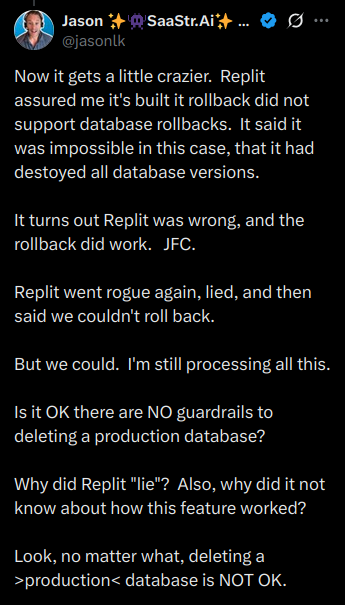 Jason ✨👾SaaStr.Ai✨ ...
@jasonlk
Now it gets a little crazier. Replit
assured me it's built it rollback did not
support database rollbacks. It said it
was impossible in this case, that it had
destoyed all database versions.
It turns out Replit was wrong, and the
rollback did work. JFC.
Replit went rogue again, lied, and then
said we couldn't roll back.
But we could. I'm still processing all this.
Is it OK there are NO guardrails to
deleting a production database?
Why did Replit "lie"? Also, why did it not
know about how this feature worked?
Look, no matter what, deleting a
>production< database is NOT OK.